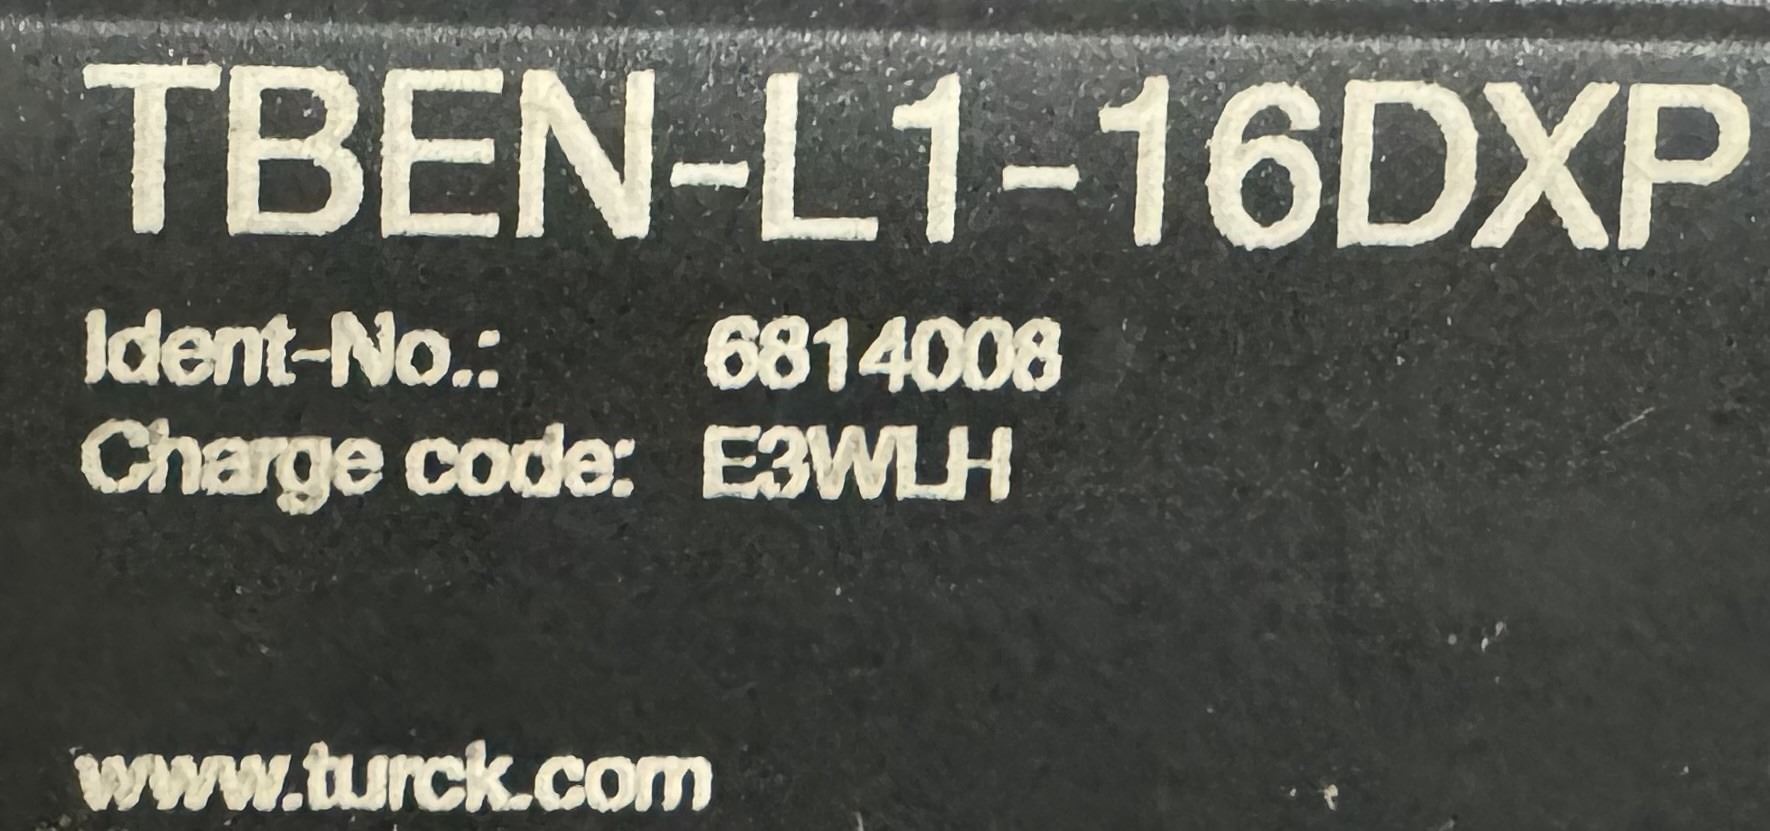 TBEN-L1-16DXP
Ident-No.: 6814008
Charge code: E3WLH
www.turck.com